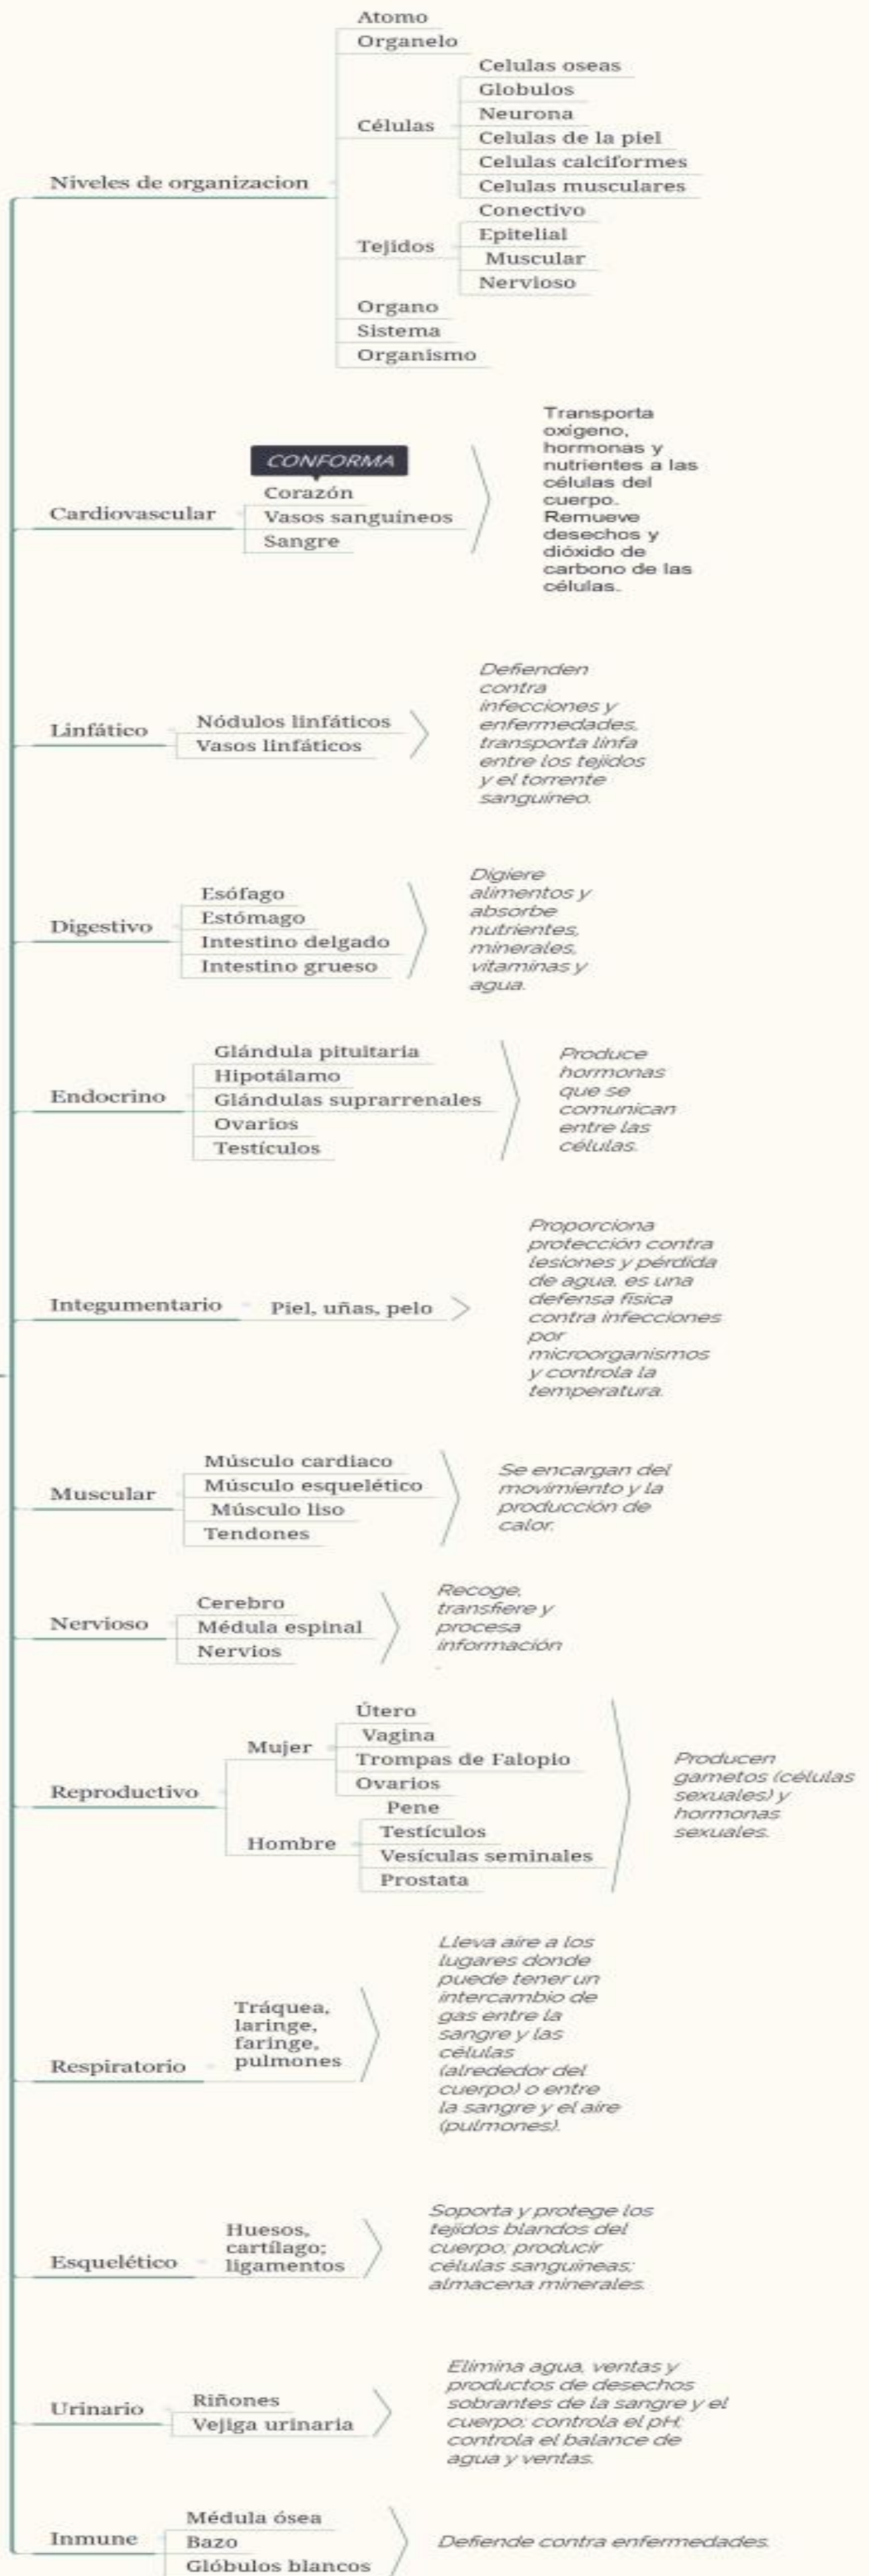 Niveles de organizacion
Atomo
Organelo
Células
Celulas oseas
Globulos
Neurona
Celulas de la piel
Celulas calciformes
Celulas musculares
Tejidos
Conectivo
Epitelial
Muscular
Nervioso
Organo
Sistema
Organismo
Cardiovascular
CONFORMA
Corazón
Vasos sanguíneos
Sangre
Transporta
oxígeno,
hormonas y
nutrientes a las
células del
cuerpo.
Remueve
desechos y
dióxido de
carbono de las
células.
Linfático
Nódulos linfáticos
Vasos linfáticos
Defienden
contra
infecciones y
enfermedades,
transporta linfa
entre los tejidos
y el torrente
sanguíneo.
Digestivo
Esófago
Estómago
Intestino delgado
Intestino grueso
Digiere
alimentos y
absorbe
nutrientes,
minerales,
vitaminas y
agua.
Endocrino
Glándula pituitaria
Hipotálamo
Glándulas suprarrenales
Ovarios
Testículos
Produce
hormonas
que se
comunican
entre las
células.
Integumentario
Piel, uñas, pelo
Proporciona
protección contra
lesiones y pérdida
de agua, es una
defensa física
contra infecciones
por
microorganismos
y controla la
temperatura.
Muscular
Músculo cardiaco
Músculo esquelético
Músculo liso
Tendones
Se encargan del
movimiento y la
producción de
calor.
Nervioso
Cerebro
Médula espinal
Nervios
Recoge,
transfiere y
procesa
información
.
Reproductivo
Mujer
Útero
Vagina
Trompas de Falopio
Ovarios
Hombre
Pene
Testículos
Vesículas seminales
Prostata
Producen
gametos (células
sexuales) y
hormonas
sexuales.
Respiratorio
Tráquea,
laringe,
faringe,
pulmones
Lleva aire a los
lugares donde
puede tener un
intercambio de
gas entre la
sangre y las
células
(alrededor del
cuerpo) o entre
la sangre y el aire
(pulmones).
Esquelético
Huesos,
cartílago;
ligamentos
Soporta y protege los
tejidos blandos del
cuerpo; producir
células sanguíneas;
almacena minerales.
Urinario
Riñones
Vejiga urinaria
Elimina agua, ventas y
productos de desechos
sobrantes de la sangre y el
cuerpo; controla el pH;
controla el balance de
agua y ventas.
Inmune
Médula ósea
Bazo
Glóbulos blancos
Defiende contra enfermedades.